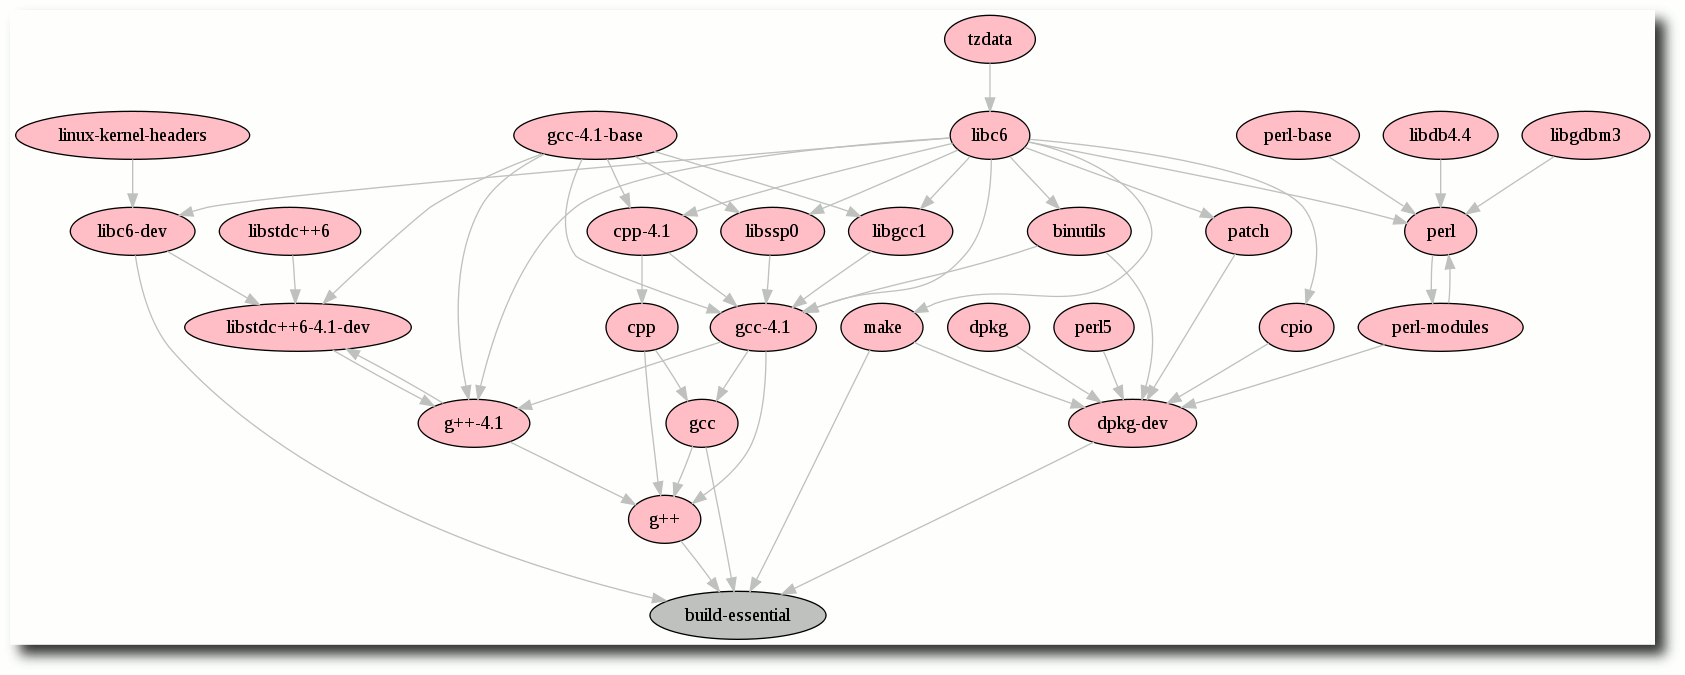 tzdata
linux-kernel-headers
gcc-4.1-base
libc6
perl-base
libdb4.4
libgdbm3
libc6-dev
libstdc++6
cpp-4.1
libssp0
libgcc1
binutils
patch
perl
libstdc++6-4.1-dev
cpp
gcc-4.1
make
dpkg
perl5
cpio
perl-modules
g++-4.1
gcc
dpkg-dev
g++
build-essential